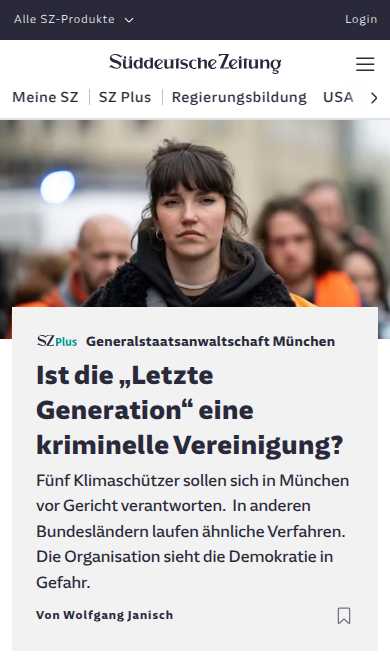 Alle SZ-Produkte
Login
Süddeutsche Zeitung
Meine SZ
SZ Plus
Regierungsbildung
USA
SZ Plus Generalstaatsanwaltschaft München
Ist die „Letzte
Generation“ eine
kriminelle Vereinigung?
Fünf Klimaschützer sollen sich in München
vor Gericht verantworten. In anderen
Bundesländern laufen ähnliche Verfahren.
Die Organisation sieht die Demokratie in
Gefahr.
Von Wolfgang Janisch